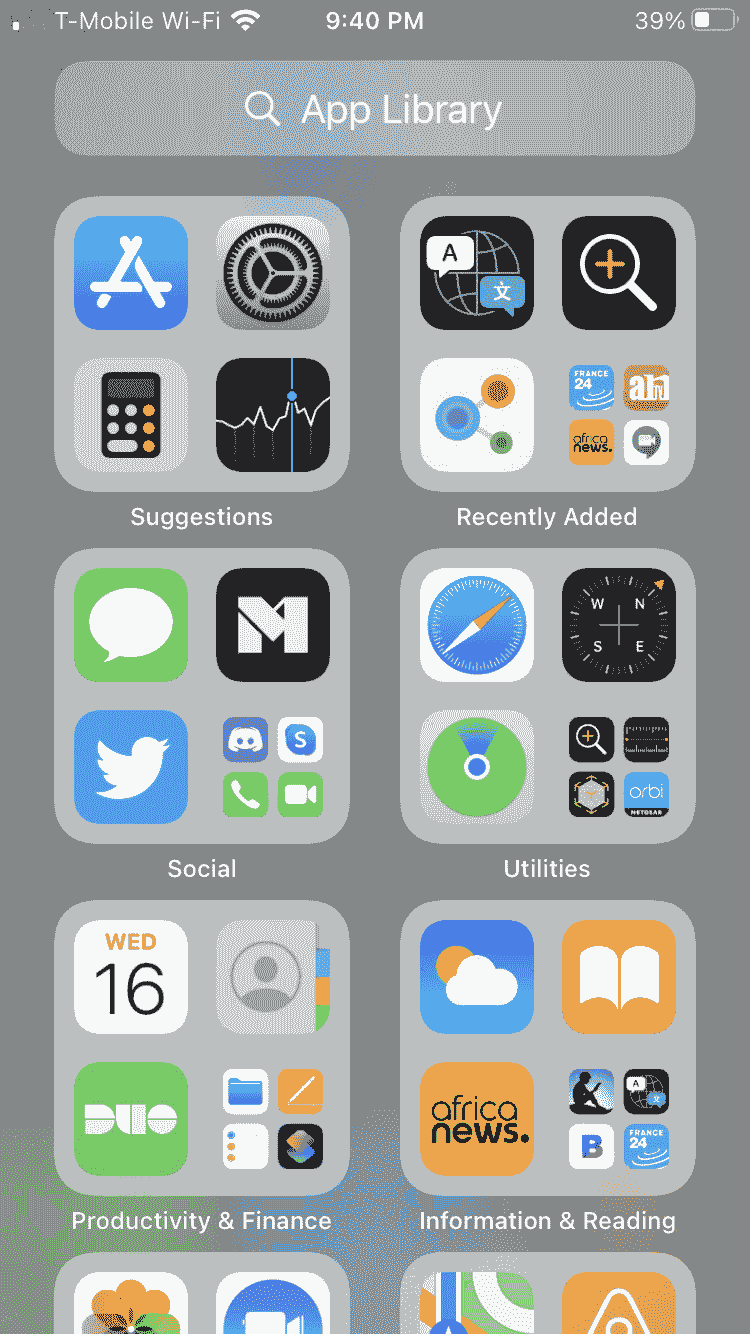 T-Mobile Wi-Fi 9:40 PM 39%
App Library
A 文
FRANCE 24
africa news.
Suggestions
Recently Added
M
W N
S E
S
orbi
NETGEAR
Social
Utilities
WED
16
DUO
africa
news.
A 文
B
FRANCE 24
Productivity & Finance
Information & Reading